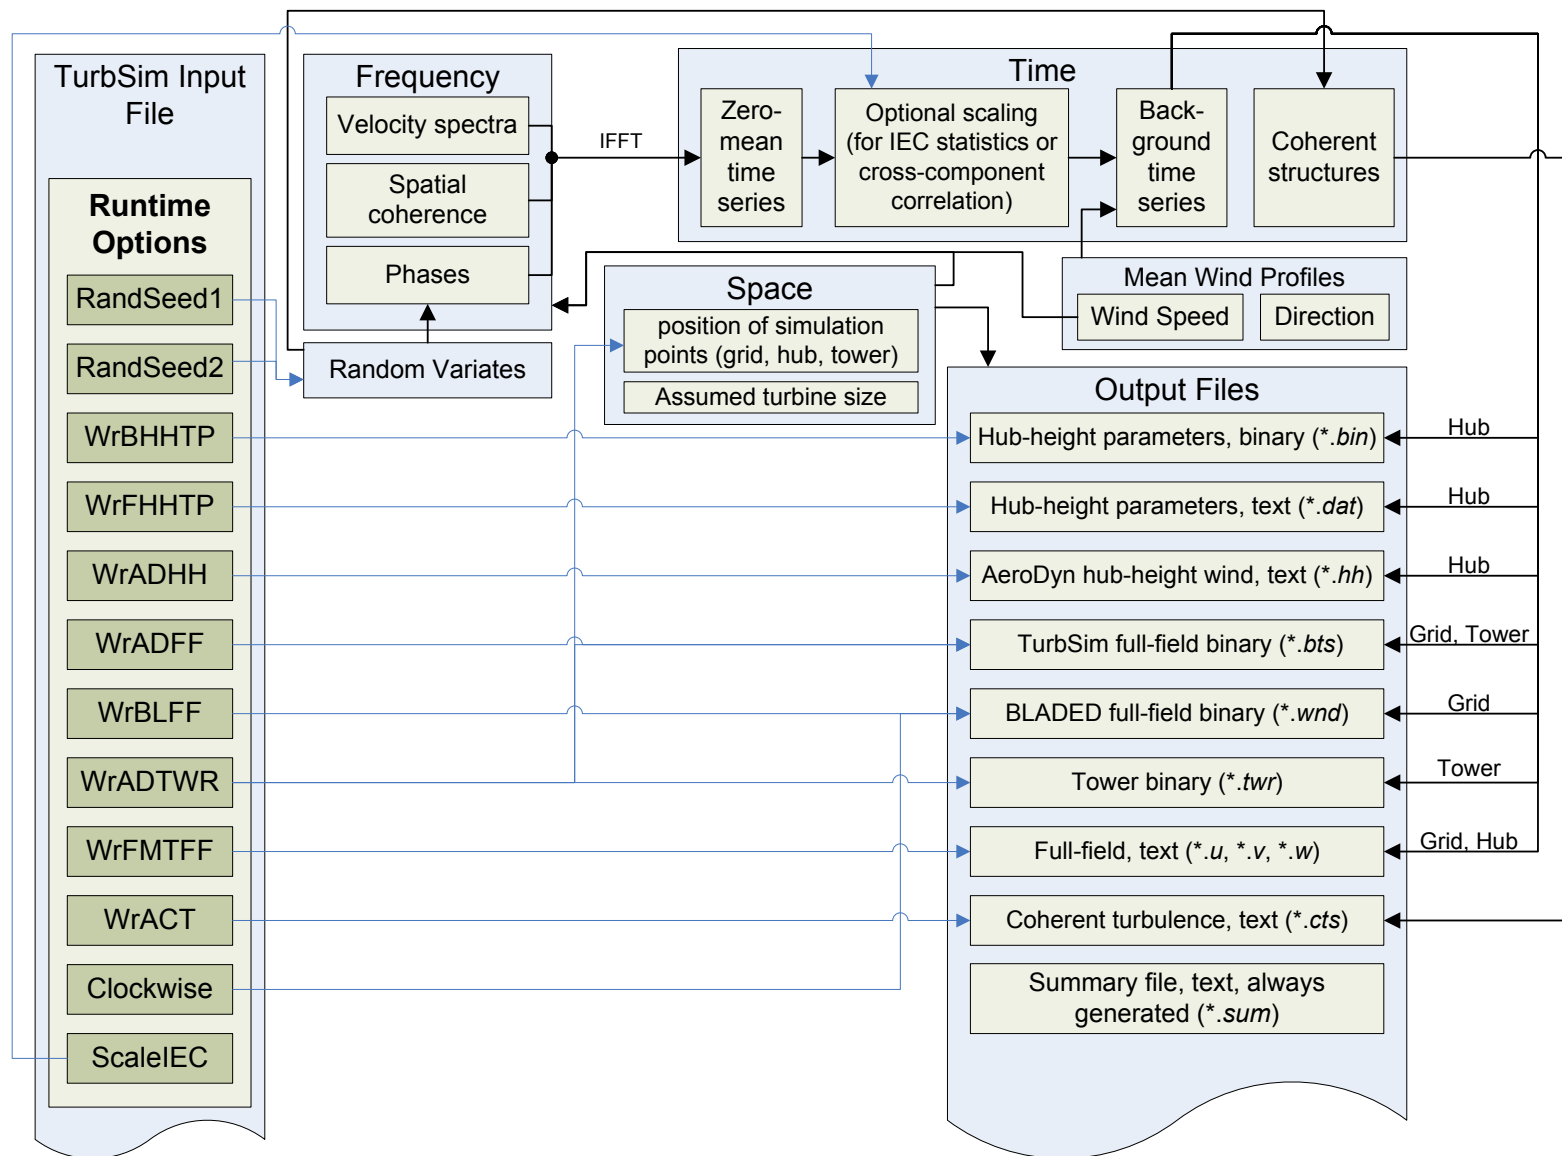 TurbSim Input
File
Runtime
Options
RandSeed1
RandSeed2
WrBHHTP
WrFHHTP
WrADHH
WrADFF
WrBLFF
WrADTWR
WrFMTFF
WrACT
Clockwise
ScaleIEC
Frequency
Velocity spectra
Spatial
coherence
Phases
Random Variates
IFFT
Time
Zero-
mean
time
series
Optional scaling
(for IEC statistics or
cross-component
correlation)
Back-
ground
time
series
Coherent
structures
Space
position of simulation
points (grid, hub, tower)
Assumed turbine size
Mean Wind Profiles
Wind Speed
Direction
Output Files
Hub-height parameters, binary (*.bin)
Hub-height parameters, text (*.dat)
AeroDyn hub-height wind, text (*.hh)
TurbSim full-field binary (*.bts)
BLADED full-field binary (*.wnd)
Tower binary (*.twr)
Full-field, text (*.u, *.v, *.w)
Coherent turbulence, text (*.cts)
Summary file, text, always
generated (*.sum)
Hub
Hub
Hub
Grid, Tower
Grid
Tower
Grid, Hub